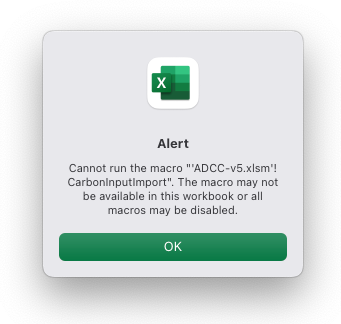 X
Alert
Cannot run the macro "'ADCC-v5.xlsm'!
CarbonInputImport". The macro may not
be available in this workbook or all
macros may be disabled.
OK